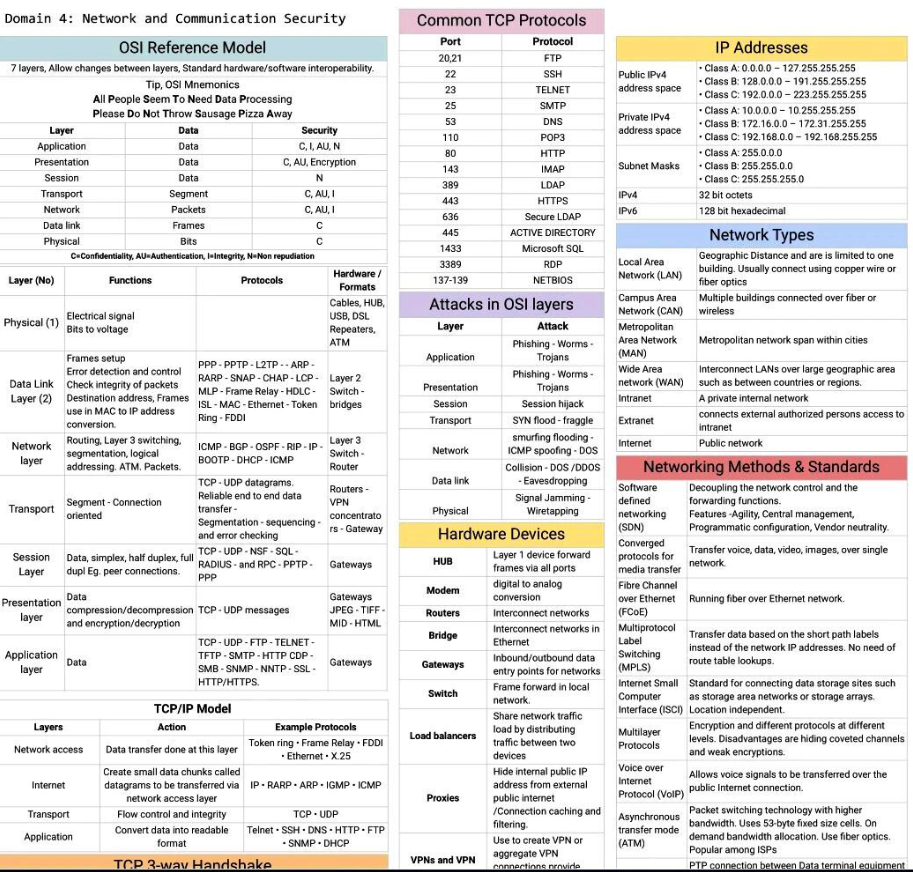 Domain 4: Network and Communication Security
OSI Reference Model
7 layers, Allow changes between layers, Standard hardware/software interoperability.
Tip, OSI Mnemonics
All People Seem To Need Data Processing
Please Do Not Throw Sausage Pizza Away
Layer Data Security
Application Data C, I, AU, N
Presentation Data C, AU, Encryption
Session Data N
Transport Segment C, AU, I
Network Packets C, AU, I
Data link Frames C
Physical Bits C
C=Confidentiality, AU=Authentication, I=Integrity, N=Non repudiation
Layer (No) Functions Protocols Hardware / Formats
Physical (1)
Electrical signal
Bits to voltage
Cables, HUB,
USB, DSL
Repeaters,
ATM
Data Link
Layer (2)
Frames setup
Error detection and control
Check integrity of packets
Destination address, Frames
use in MAC to IP address
conversion.
PPP - PPTP - L2TP - - ARP -
RARP - SNAP - CHAP - LCP -
MLP - Frame Relay - HDLC -
ISL - MAC - Ethernet - Token
Ring - FDDI
Layer 2
Switch -
bridges
Network
layer
Routing, Layer 3 switching,
segmentation, logical
addressing. ATM. Packets.
ICMP - BGP - OSPF - RIP - IP -
BOOTP - DHCP - ICMP
Layer 3
Switch -
Router
Transport
Segment - Connection
oriented
TCP - UDP datagrams.
Reliable end to end data
transfer -
Segmentation - sequencing -
and error checking
Routers -
VPN
concentrato
rs - Gateway
Session
Layer
Data, simplex, half duplex, full
dupl Eg. peer connections.
TCP - UDP - NSF - SQL -
RADIUS - and RPC - PPTP -
PPP
Gateways
Presentation
layer
Data
compression/decompression
and encryption/decryption
TCP - UDP messages
Gateways
JPEG - TIFF -
MID - HTML
Application
layer
Data
TCP - UDP - FTP - TELNET -
TFTP - SMTP - HTTP CDP -
SMB - SNMP - NNTP - SSL -
HTTP/HTTPS.
Gateways
TCP/IP Model
Layers Action Example Protocols
Network access
Data transfer done at this layer
Token ring • Frame Relay • FDDI
• Ethernet • X.25
Internet
Create small data chunks called
datagrams to be transferred via
network access layer
IP • RARP • ARP • IGMP • ICMP
Transport Flow control and integrity TCP • UDP
Application
Convert data into readable
format
Telnet • SSH • DNS • HTTP • FTP
• SNMP • DHCP
TCP 3-way Handshake
Common TCP Protocols
Port Protocol
20,21 FTP
22 SSH
23 TELNET
25 SMTP
53 DNS
110 POP3
80 HTTP
143 IMAP
389 LDAP
443 HTTPS
636 Secure LDAP
445 ACTIVE DIRECTORY
1433 Microsoft SQL
3389 RDP
137-139 NETBIOS
Attacks in OSI layers
Layer Attack
Application
Phishing - Worms -
Trojans
Presentation
Phishing - Worms -
Trojans
Session Session hijack
Transport SYN flood - fraggle
Network
smurfing flooding -
ICMP spoofing - DOS
Data link
Collision - DOS /DDOS
- Eavesdropping
Physical
Signal Jamming -
Wiretapping
Hardware Devices
HUB
Layer 1 device forward
frames via all ports
Modem
digital to analog
conversion
Routers Interconnect networks
Bridge
Interconnect networks in
Ethernet
Gateways
Inbound/outbound data
entry points for networks
Switch
Frame forward in local
network.
Load balancers
Share network traffic
load by distributing
traffic between two
devices
Proxies
Hide internal public IP
address from external
public internet
/Connection caching and
filtering.
VPNs and VPN
Use to create VPN or
aggregate VPN
connections provide
IP Addresses
Public IPv4
address space
• Class A: 0.0.0.0 – 127.255.255.255
• Class B: 128.0.0.0 – 191.255.255.255
• Class C: 192.0.0.0 – 223.255.255.255
Private IPv4
address space
• Class A: 10.0.0.0 – 10.255.255.255
• Class B: 172.16.0.0 – 172.31.255.255
• Class C: 192.168.0.0 – 192.168.255.255
Subnet Masks
• Class A: 255.0.0.0
• Class B: 255.255.0.0
• Class C: 255.255.255.0
IPv4 32 bit octets
IPv6 128 bit hexadecimal
Network Types
Local Area
Network (LAN)
Geographic Distance and are is limited to one
building. Usually connect using copper wire or
fiber optics
Campus Area
Network (CAN)
Multiple buildings connected over fiber or
wireless
Metropolitan
Area Network
(MAN)
Metropolitan network span within cities
Wide Area
network (WAN)
Interconnect LANs over large geographic area
such as between countries or regions.
Intranet A private internal network
Extranet
connects external authorized persons access to
intranet
Internet Public network
Networking Methods & Standards
Software
defined
networking
(SDN)
Decoupling the network control and the
forwarding functions.
Features -Agility, Central management,
Programmatic configuration, Vendor neutrality.
Converged
protocols for
media transfer
Transfer voice, data, video, images, over single
network.
Fibre Channel
over Ethernet
(FCoE)
Running fiber over Ethernet network.
Multiprotocol
Label
Switching
(MPLS)
Transfer data based on the short path labels
instead of the network IP addresses. No need of
route table lookups.
Internet Small
Computer
Interface (ISCI)
Standard for connecting data storage sites such
as storage area networks or storage arrays.
Location independent.
Multilayer
Protocols
Encryption and different protocols at different
levels. Disadvantages are hiding coveted channels
and weak encryptions.
Voice over
Internet
Protocol (VoIP)
Allows voice signals to be transferred over the
public Internet connection.
Asynchronous
transfer mode
(ATM)
Packet switching technology with higher
bandwidth. Uses 53-byte fixed size cells. On
demand bandwidth allocation. Use fiber optics.
Popular among ISPs
PTP connection between Data terminal equipment